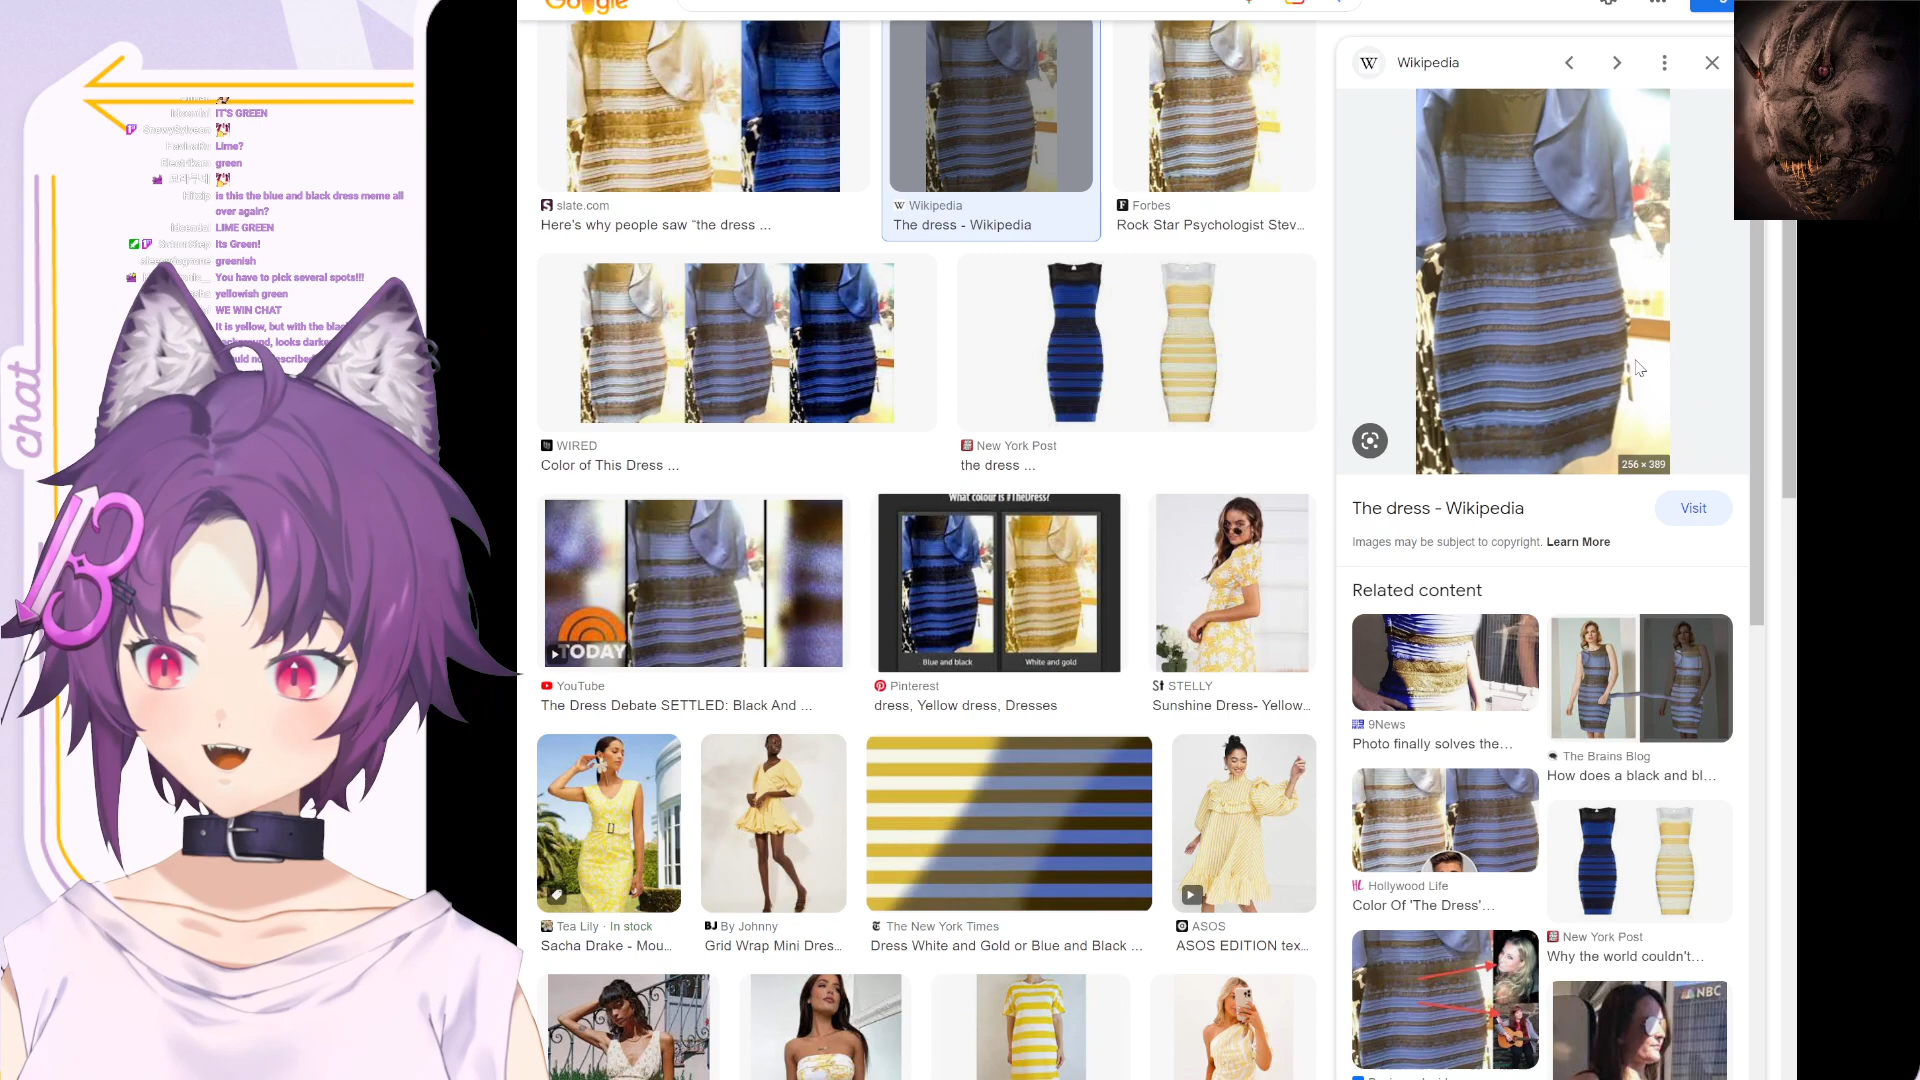 Google
chat
IT'S GREEN
SnowySylveon
Lime?
green
Hitzip is this the blue and black dress meme all
over again?
LIME GREEN
Its Green!
greenish
You have to pick several spots!!!
yellowish green
WE WIN CHAT
It is yellow, but with the
looks
slate.com
Here's why people saw “the dress ...
Wikipedia
The dress - Wikipedia
Forbes
Rock Star Psychologist Stev...
WIRED
Color of This Dress ...
New York Post
the dress ...
TODAY
YouTube
The Dress Debate SETTLED: Black And ...
What colour is #TheDress?
Blue and black
White and gold
Pinterest
dress, Yellow dress, Dresses
STELLY
Sunshine Dress- Yellow...
Tea Lily · In stock
Sacha Drake - Mou...
BJ By Johnny
Grid Wrap Mini Dres...
The New York Times
Dress White and Gold or Blue and Black ...
ASOS
ASOS EDITION tex...
W Wikipedia
256 × 389
The dress - Wikipedia
Visit
Images may be subject to copyright. Learn More
Related content
9News
Photo finally solves the...
The Brains Blog
How does a black and bl...
HL Hollywood Life
Color Of 'The Dress'...
New York Post
Why the world couldn't...
NBC